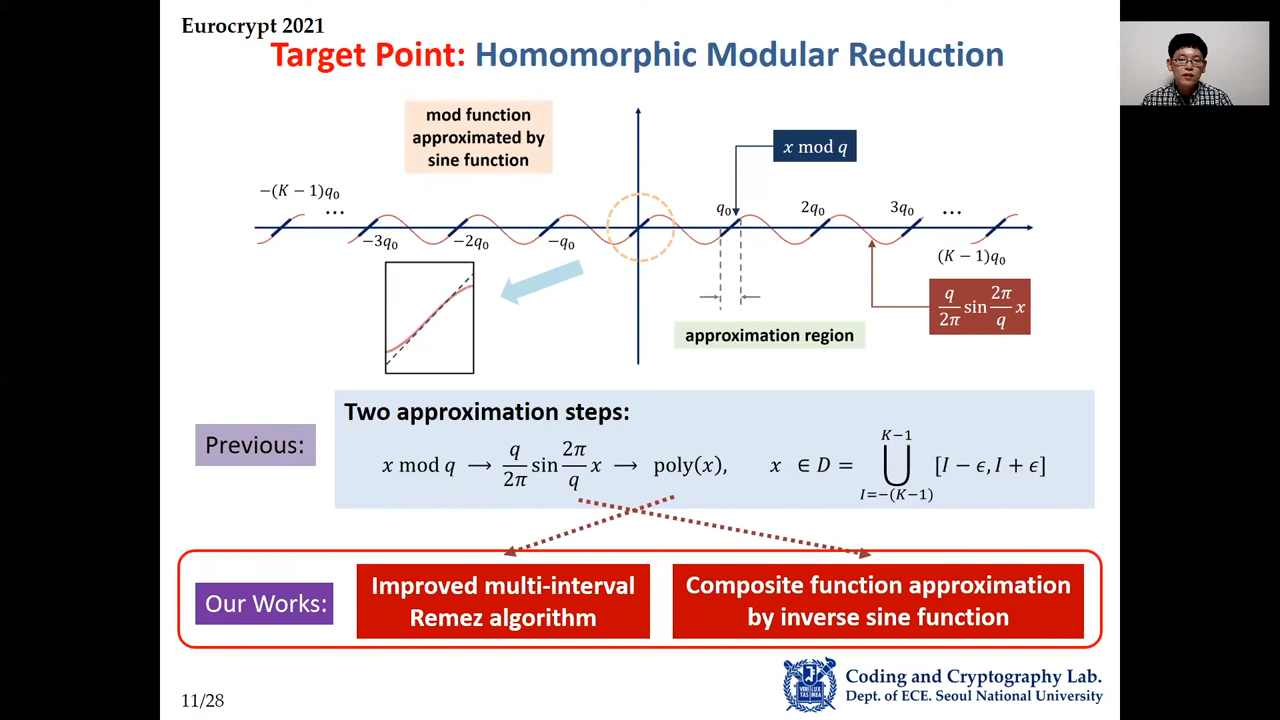 Eurocrypt 2021
Target Point: Homomorphic Modular Reduction
mod function
approximated by
sine function
x mod q
−(K − 1)q₀
⋯
−3q₀
−2q₀
−q₀
q₀
2q₀
3q₀
⋯
(K − 1)q₀
q/2π sin 2π/q x
approximation region
Previous:
Two approximation steps:
x mod q → q/2π sin 2π/q x → poly(x), x ∈ D = ⋃_{I=−(K−1)}^{K−1} [I − ϵ, I + ϵ]
Our Works:
Improved multi-interval
Remez algorithm
Composite function approximation
by inverse sine function
11/28
Coding and Cryptography Lab.
Dept. of ECE. Seoul National University